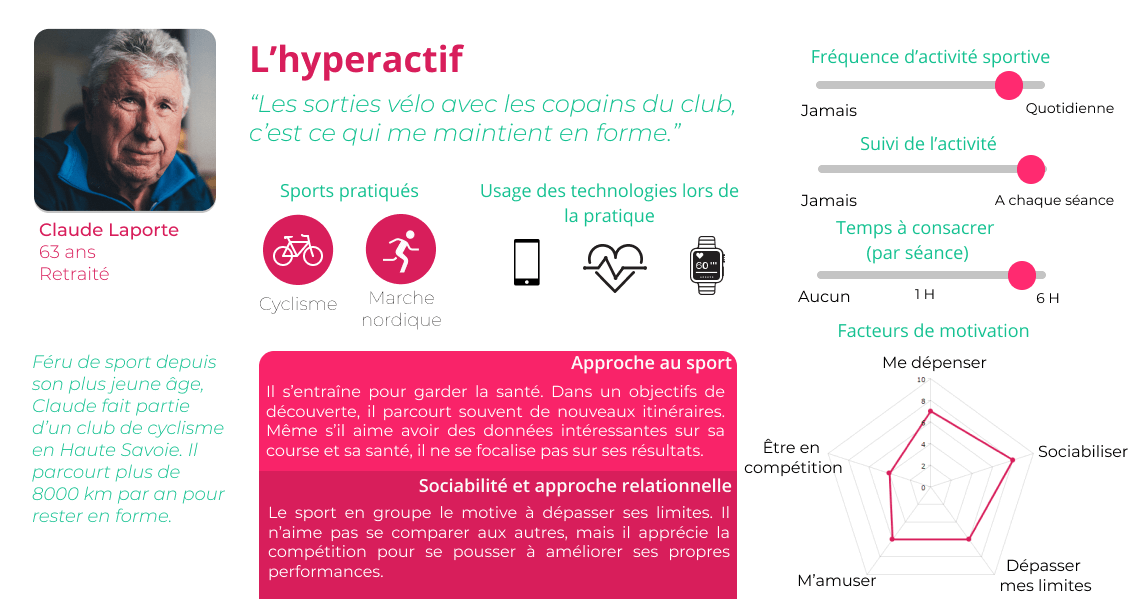 L’hyperactif
“Les sorties vélo avec les copains du club,
c’est ce qui me maintient en forme.”
Claude Laporte
63 ans
Retraité
Féru de sport depuis
son plus jeune âge,
Claude fait partie
d’un club de cyclisme
en Haute Savoie. Il
parcourt plus de
8000 km par an pour
rester en forme.
Sports pratiqués
Cyclisme
Marche
nordique
Usage des technologies lors de
la pratique
60
Approche au sport
Il s’entraîne pour garder la santé. Dans un objectifs de
découverte, il parcourt souvent de nouveaux itinéraires.
Même s’il aime avoir des données intéressantes sur sa
course et sa santé, il ne se focalise pas sur ses résultats.
Sociabilité et approche relationnelle
Le sport en groupe le motive à dépasser ses limites. Il
n’aime pas se comparer aux autres, mais il apprécie la
compétition pour se pousser à améliorer ses propres
performances.
Fréquence d’activité sportive
Jamais
Quotidienne
Suivi de l’activité
Jamais
A chaque séance
Temps à consacrer
(par séance)
Aucun
1 H
6 H
Facteurs de motivation
Me dépenser
10
8
6
4
2
0
Sociabiliser
Dépasser
mes limites
M’amuser
Être en
compétition